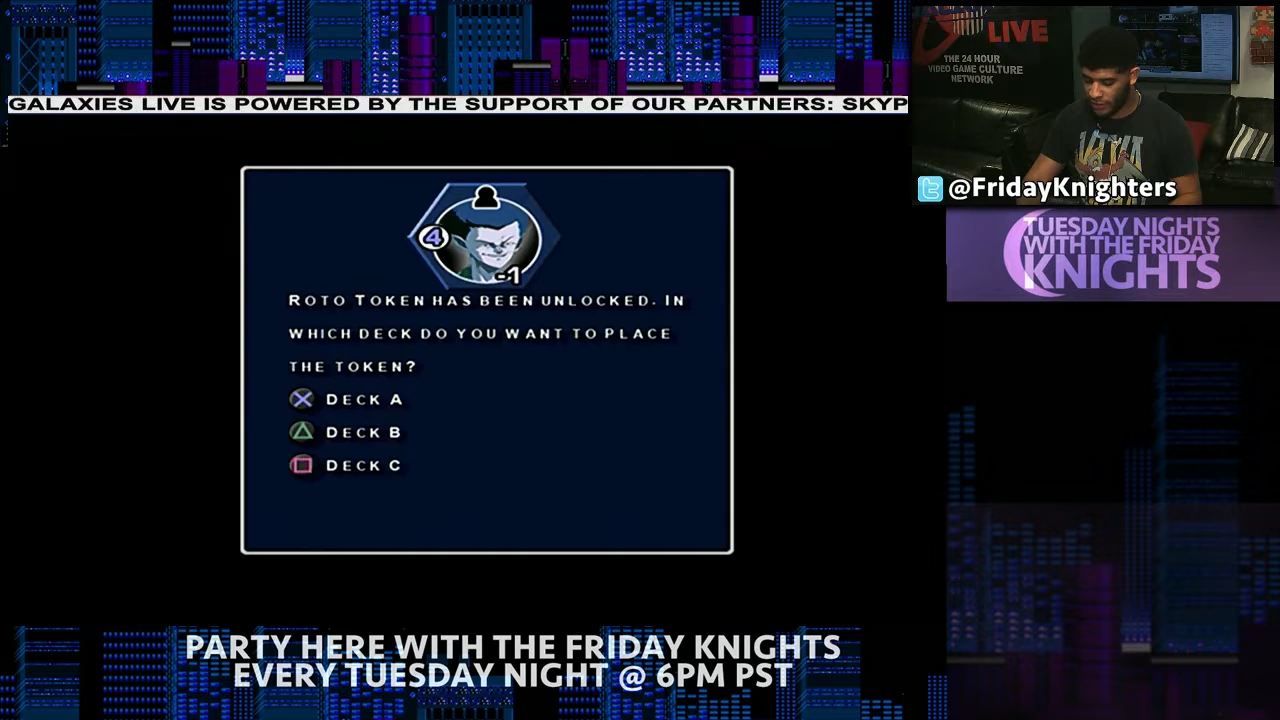 GALAXIES LIVE IS POWERED BY THE SUPPORT OF OUR PARTNERS: SKYP
LIVE
THE 24 HOUR
VIDEO GAME CULTURE
NETWORK
@FridayKnighters
TUESDAY NIGHTS
WITH THE FRIDAY
KNIGHTS
4
-1
ROTO TOKEN HAS BEEN UNLOCKED. IN
WHICH DECK DO YOU WANT TO PLACE
THE TOKEN?
DECK A
DECK B
DECK C
PARTY HERE WITH THE FRIDAY KNIGHTS
EVERY TUESDAY NIGHT @ 6PM PST